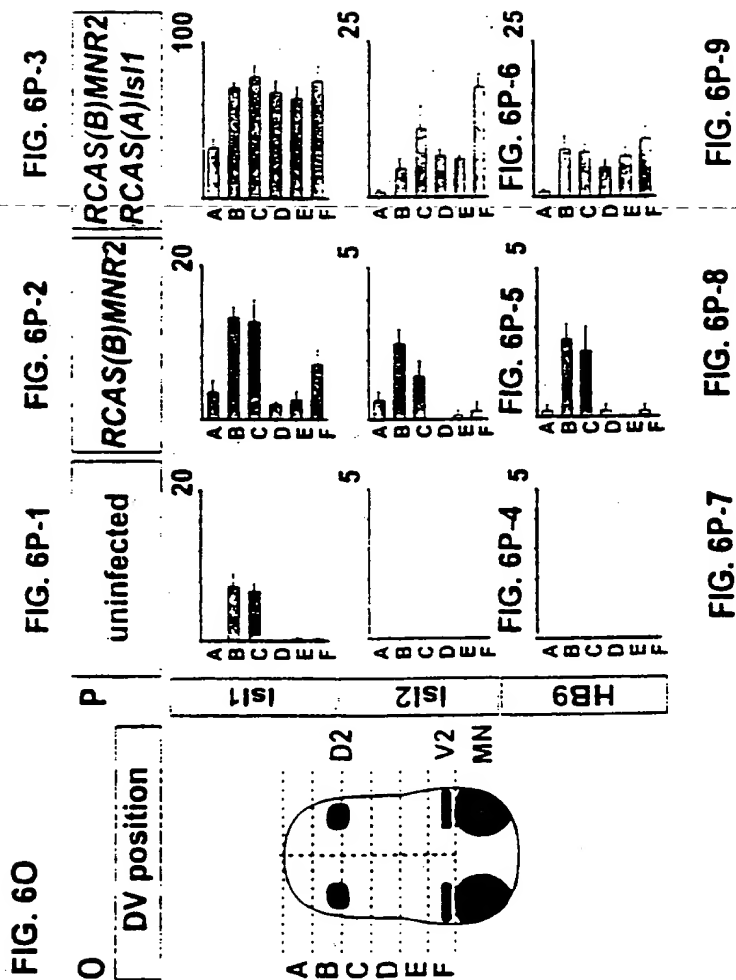 FIG. 6O
O
DV position
A
B
C
D
E
F
D2
V2
MN
P
FIG. 6P-1
FIG. 6P-2
FIG. 6P-3
uninfected
RCAS(B)MNR2
RCAS(B)MNR2
RCAS(A)Isl1
Isl1
20
A
B
C
D
E
F
20
A
B
C
D
E
F
100
A
B
C
D
E
F
Isl2
5
A
B
C
D
E
F
5
A
B
C
D
E
F
25
A
B
C
D
E
F
FIG. 6P-4
FIG. 6P-5
FIG. 6P-6
HB9
5
A
B
C
D
E
F
5
A
B
C
D
E
F
25
A
B
C
D
E
F
FIG. 6P-7
FIG. 6P-8
FIG. 6P-9